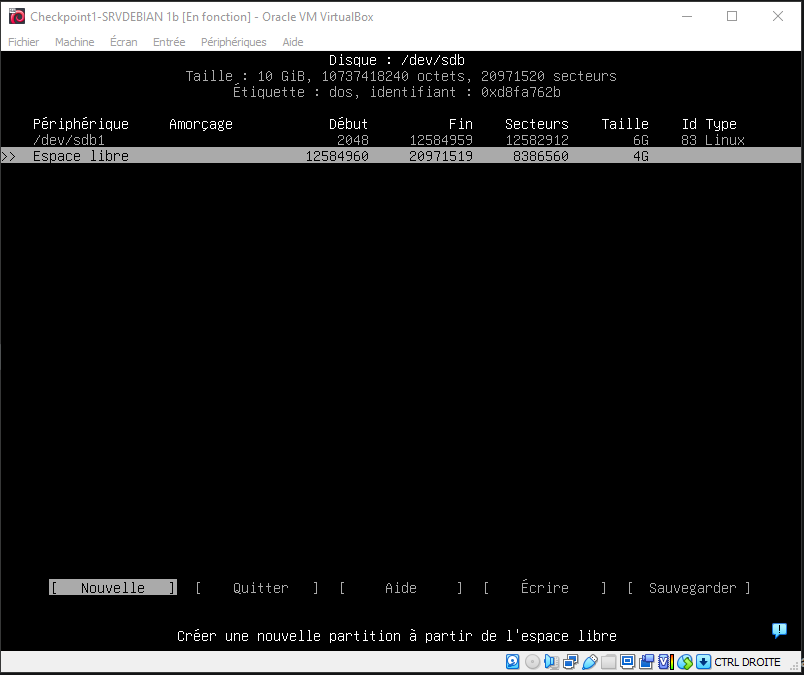 Checkpoint1-SRVDEBIAN 1b [En fonction] - Oracle VM VirtualBox
Fichier Machine Écran Entrée Périphériques Aide
Disque : /dev/sdb
Taille : 10 GiB, 10737418240 octets, 20971520 secteurs
Étiquette : dos, identifiant : 0xd8fa762b
Périphérique Amorçage Début Fin Secteurs Taille Id Type
/dev/sdb1 2048 12584959 12582912 6G 83 Linux
>> Espace libre 12584960 20971519 8386560 4G
[ Nouvelle ] [ Quitter ] [ Aide ] [ Écrire ] [ Sauvegarder ]
Créer une nouvelle partition à partir de l'espace libre
CTRL DROITE